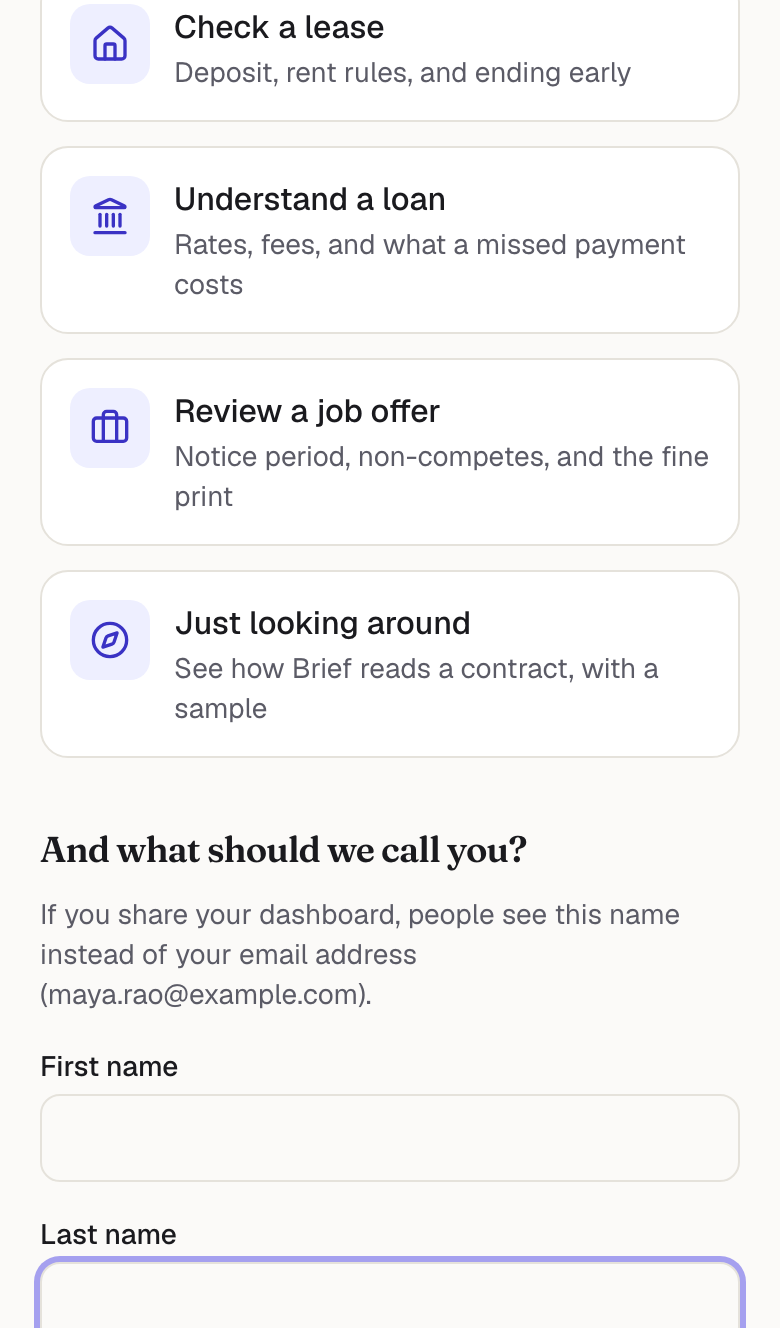 Check a lease
Deposit, rent rules, and ending early
Understand a loan
Rates, fees, and what a missed payment
costs
Review a job offer
Notice period, non-competes, and the fine
print
Just looking around
See how Brief reads a contract, with a
sample
And what should we call you?
If you share your dashboard, people see this name
instead of your email address
(maya.rao@example.com).
First name
Last name